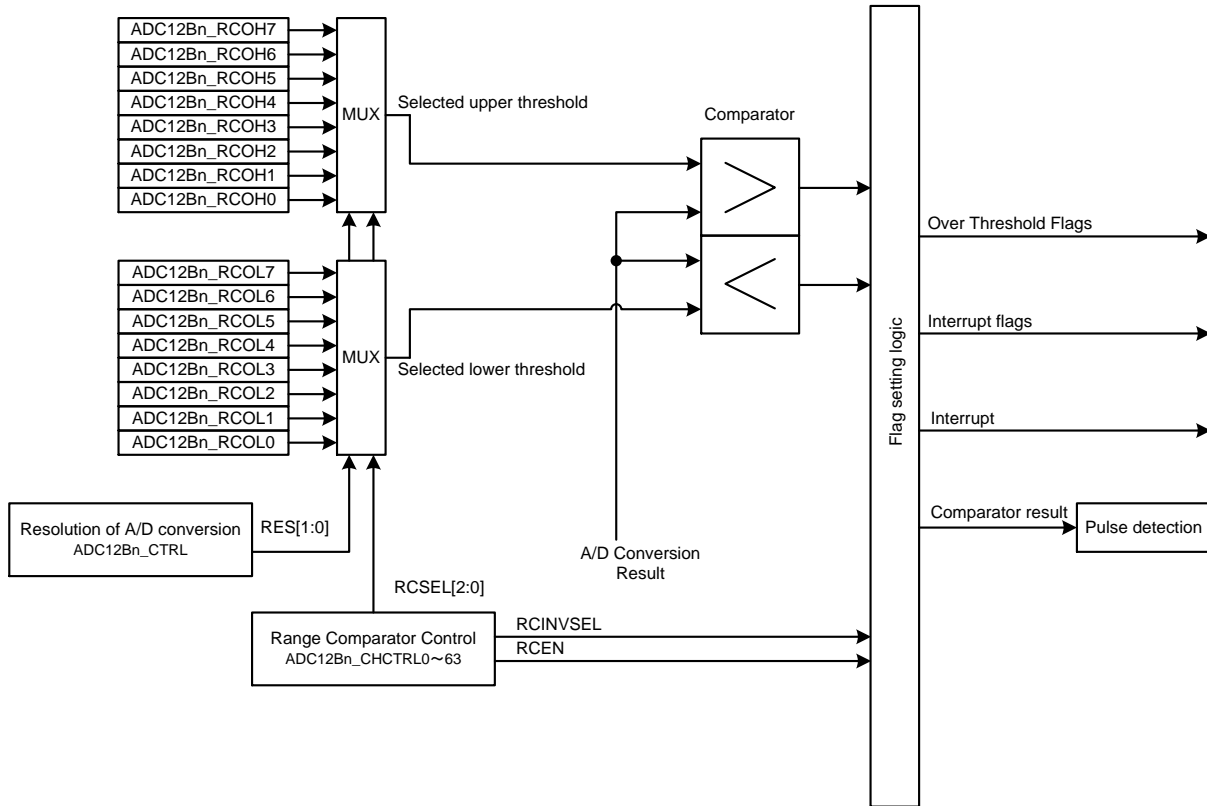 ADC12Bn_RCOH7
ADC12Bn_RCOH6
ADC12Bn_RCOH5
ADC12Bn_RCOH4
ADC12Bn_RCOH3
ADC12Bn_RCOH2
ADC12Bn_RCOH1
ADC12Bn_RCOH0
MUX
Selected upper threshold
Comparator
ADC12Bn_RCOL7
ADC12Bn_RCOL6
ADC12Bn_RCOL5
ADC12Bn_RCOL4
ADC12Bn_RCOL3
ADC12Bn_RCOL2
ADC12Bn_RCOL1
ADC12Bn_RCOL0
MUX
Selected lower threshold
Resolution of A/D conversion
ADC12Bn_CTRL
RES[1:0]
RCSEL[2:0]
A/D Conversion
Result
Range Comparator Control
ADC12Bn_CHCTRL0~63
RCINVSEL
RCEN
Flag setting logic
Over Threshold Flags
Interrupt flags
Interrupt
Comparator result
Pulse detection